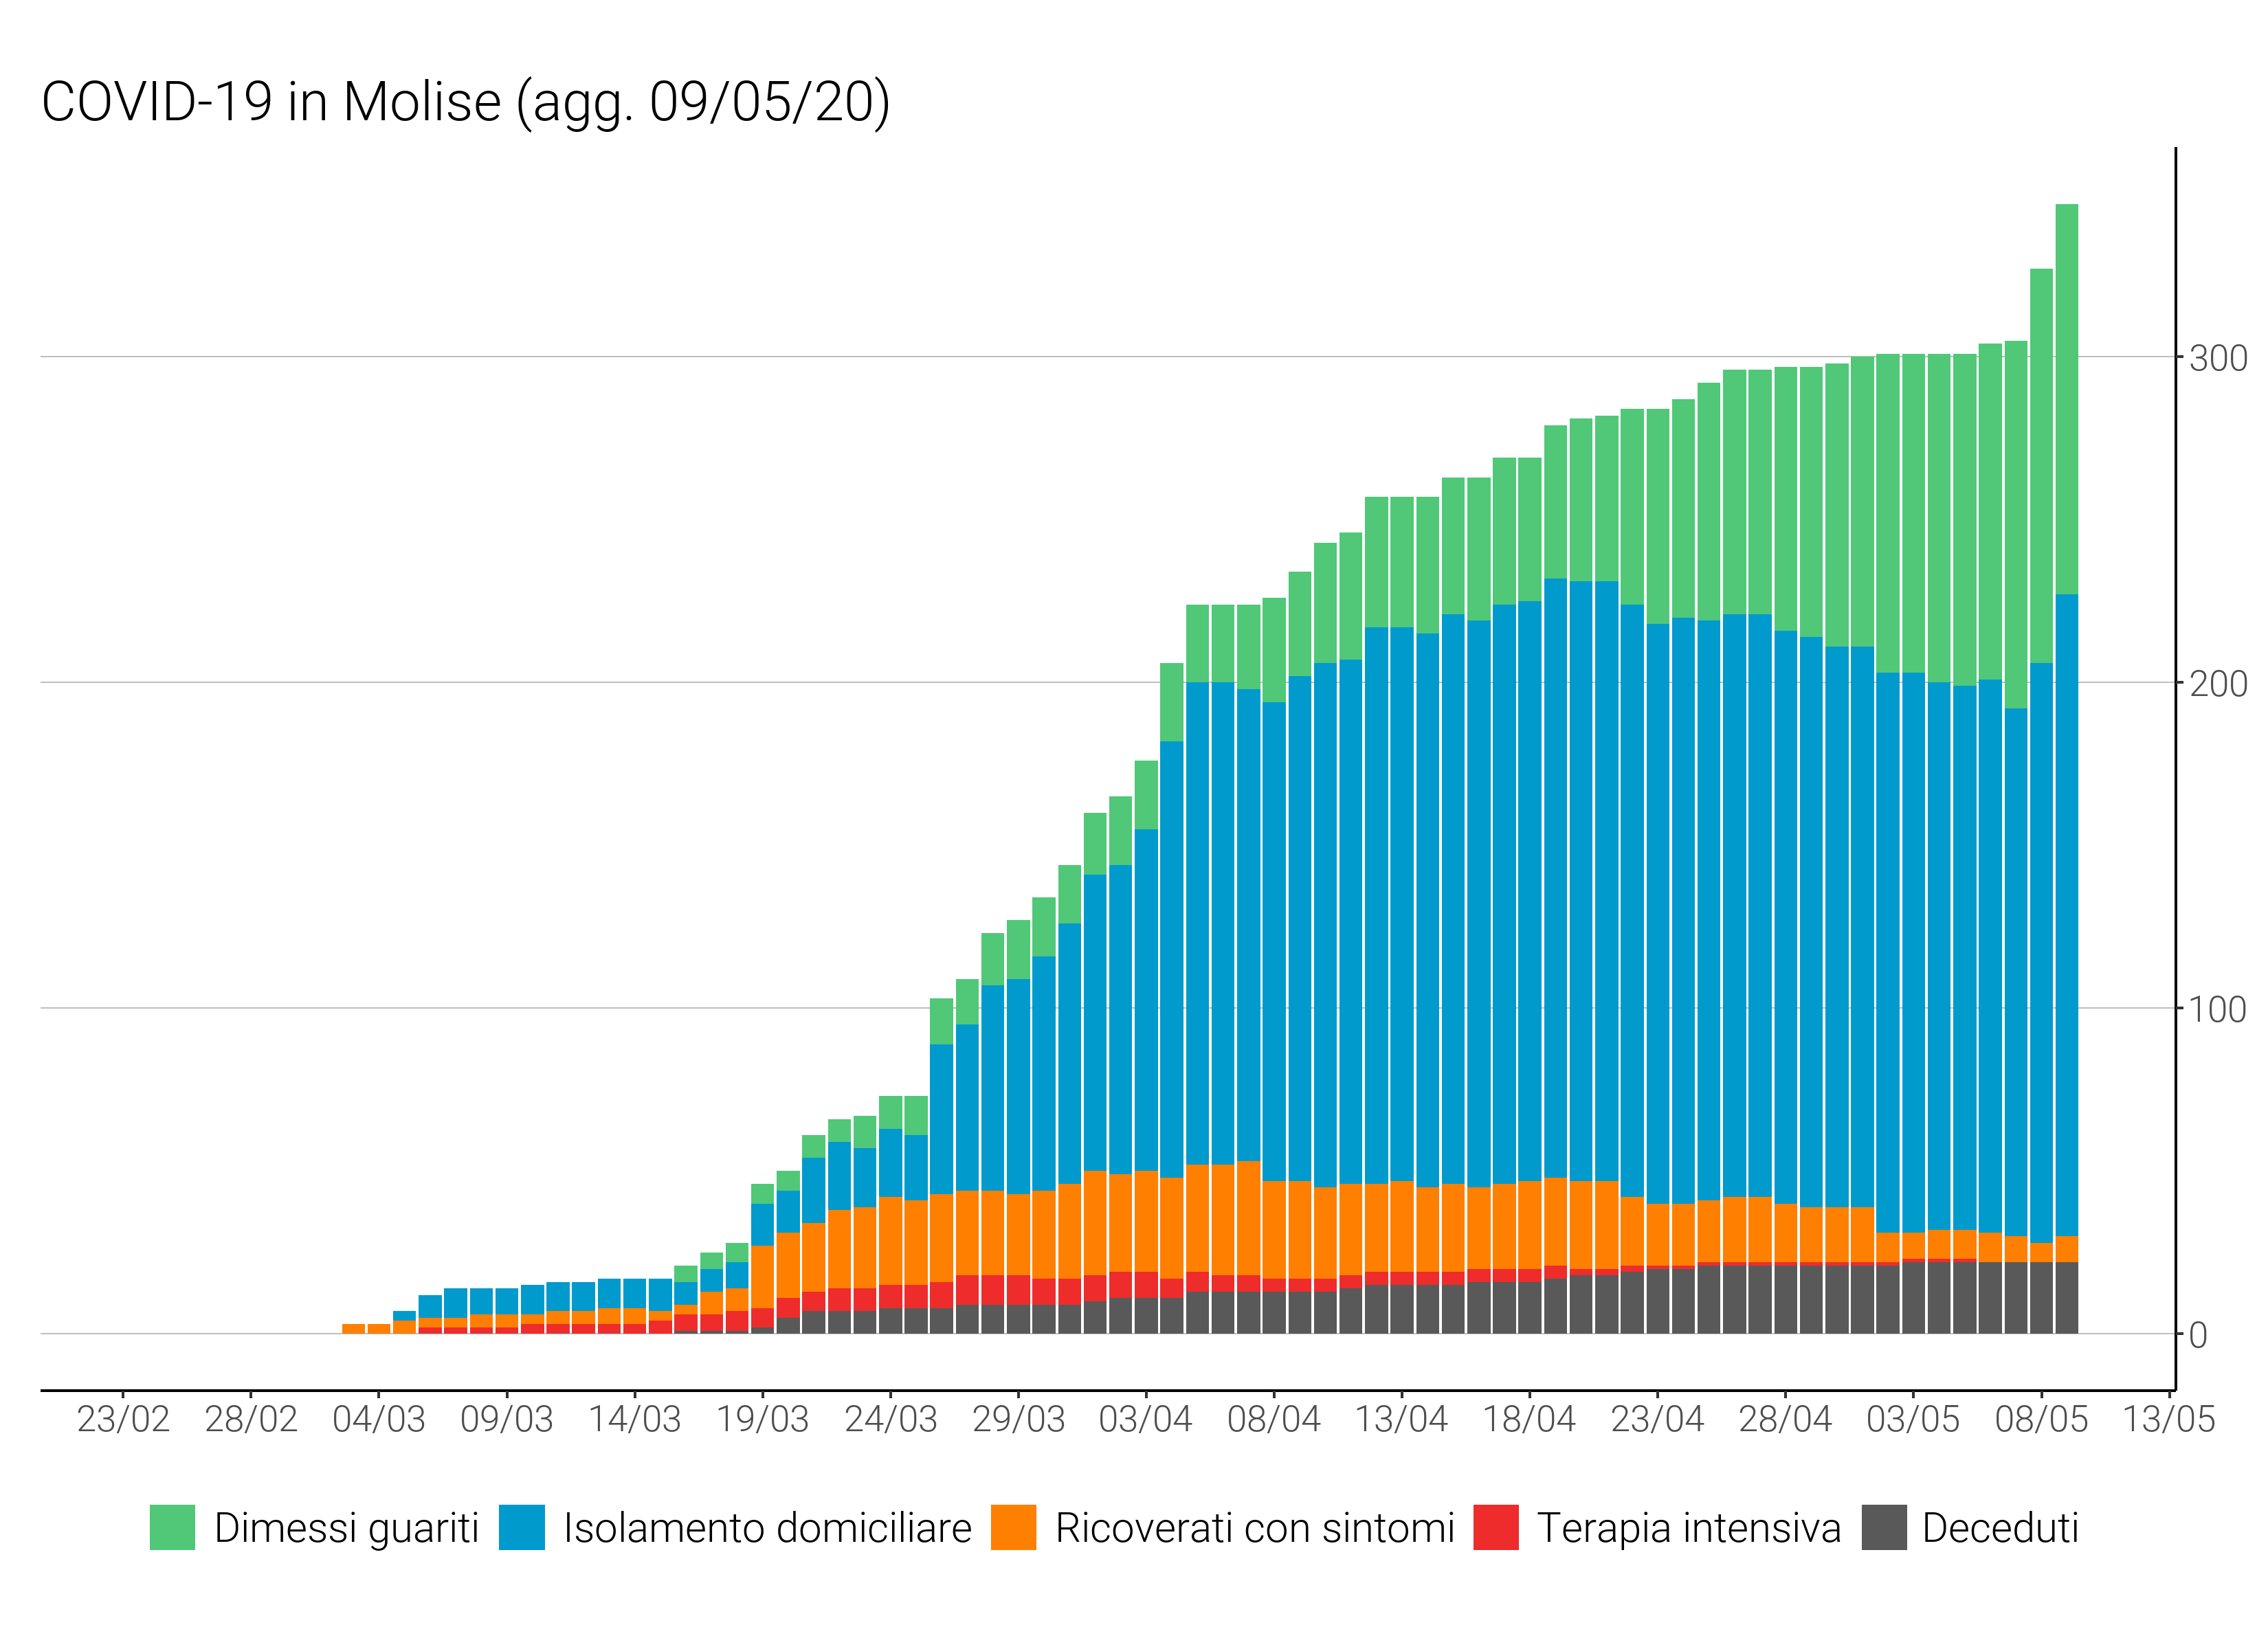 COVID-19 in Molise (agg. 09/05/20)
300
200
100
0
23/02 28/02 04/03 09/03 14/03 19/03 24/03 29/03 03/04 08/04 13/04 18/04 23/04 28/04 03/05 08/05 13/05
Dimessi guariti Isolamento domiciliare Ricoverati con sintomi Terapia intensiva Deceduti